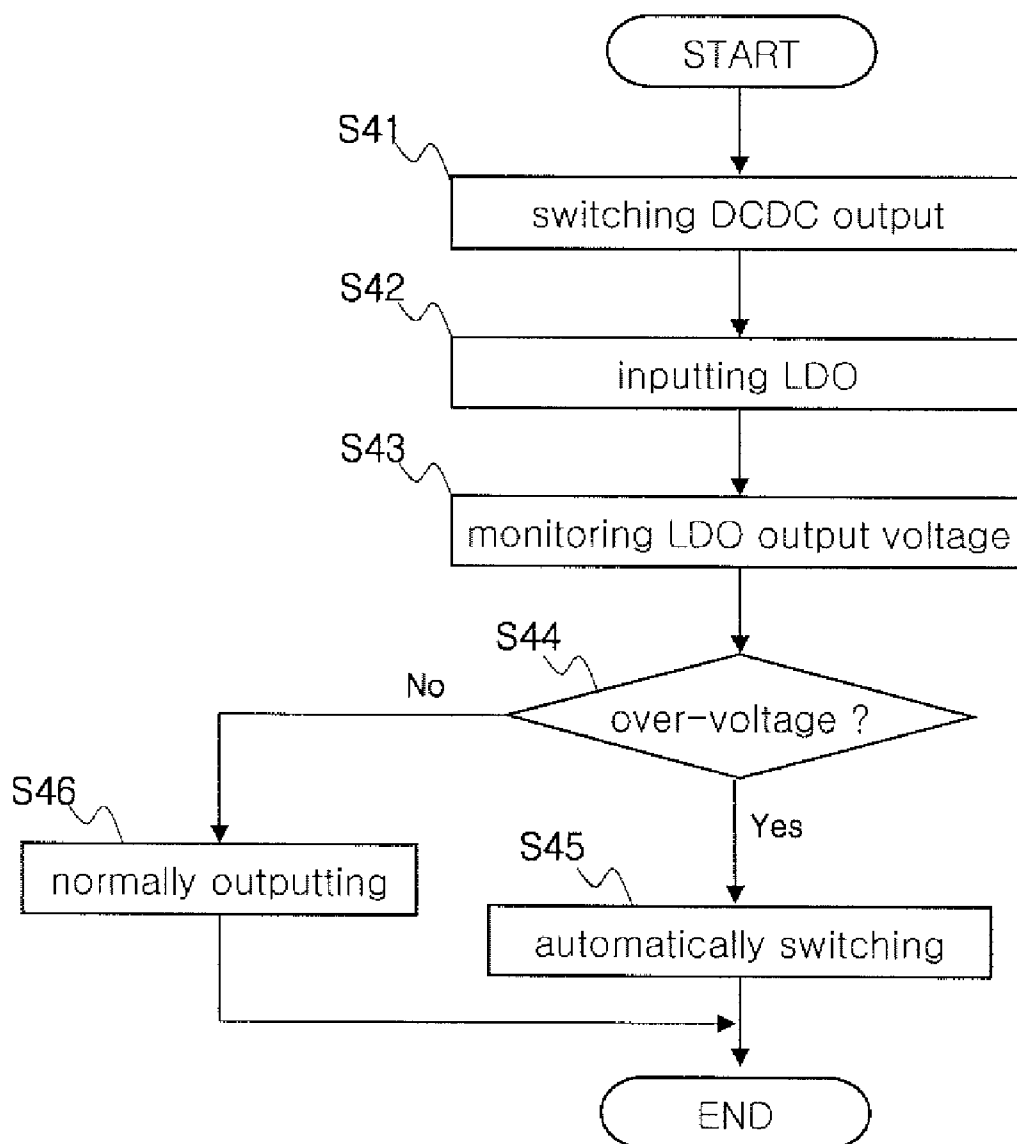 START
S41
switching DCDC output
S42
inputting LDO
S43
monitoring LDO output voltage
S44
over-voltage ?
No
Yes
S46
normally outputting
S45
automatically switching
END